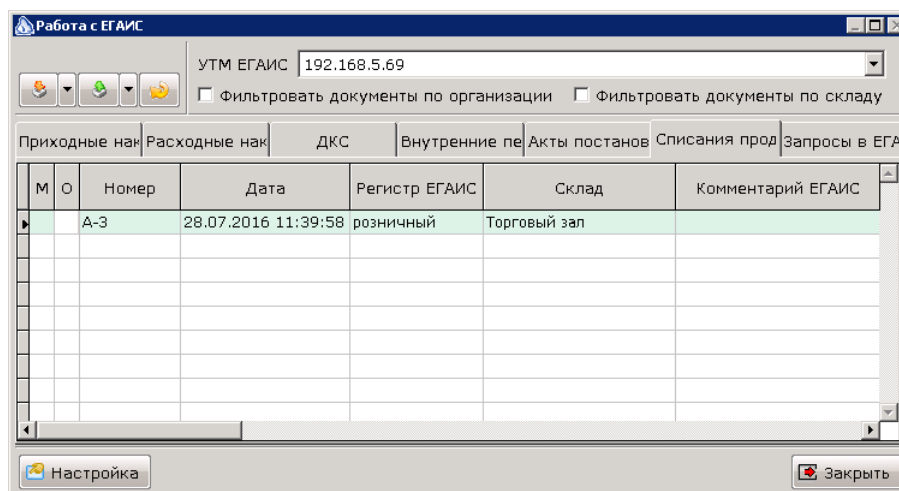 Работа с ЕГАИС
УТМ ЕГАИС 192.168.5.69
Фильтровать документы по организации Фильтровать документы по складу
Приходные нак Расходные нак ДКС Внутренние пе Акты постанов Списания прод Запросы в ЕГА
М О Номер Дата Регистр ЕГАИС Склад Комментарий ЕГАИС
А-3 28.07.2016 11:39:58 розничный Торговый зал
Настройка Закрыть